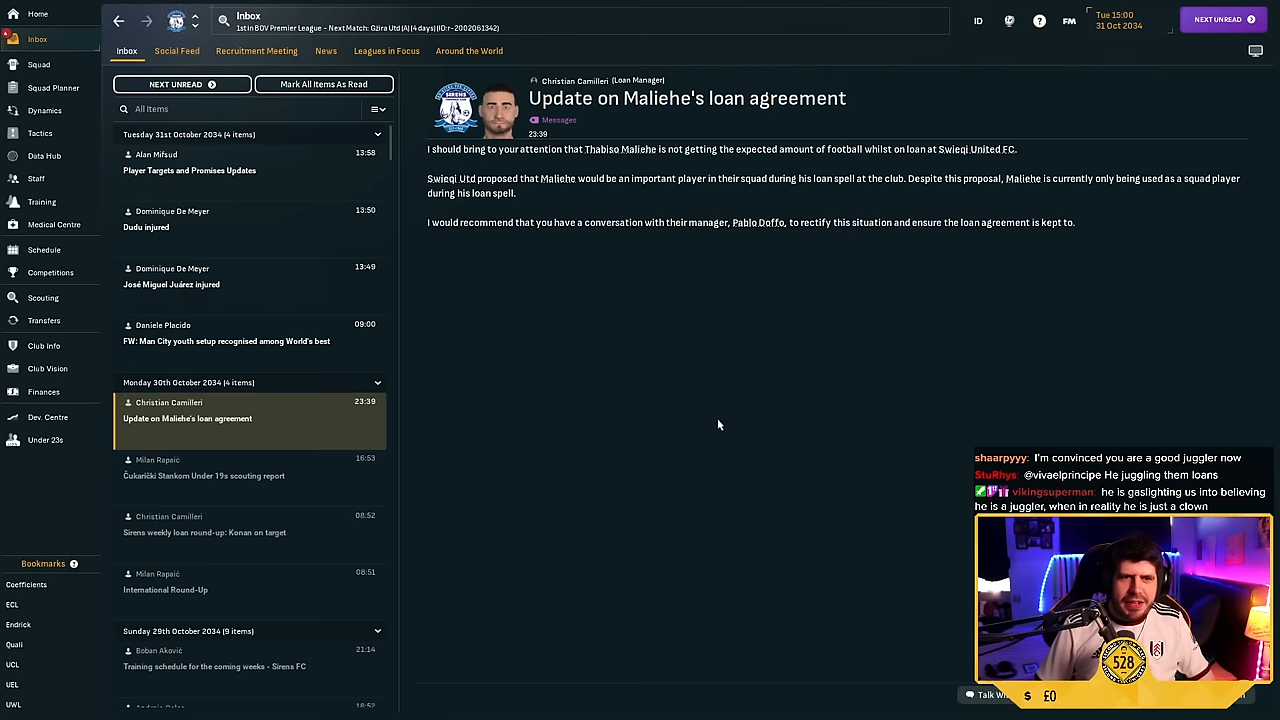 Home
4
Inbox
Squad
Squad Planner
Dynamics
Tactics
Data Hub
Staff
Training
Medical Centre
Schedule
Competitions
Scouting
Transfers
Club Info
Club Vision
Finances
Dev. Centre
Under 23s
Bookmarks ?
Coefficients
ECL
Endrick
Quali
UCL
UEL
UWL
Inbox
1st in BOV Premier League - Next Match: Gżira Utd (A) (4 days) (ID:r-2002061342)
ID
?
FM
Tue 15:00
31 Oct 2034
NEXT UNREAD
Inbox
Social Feed
Recruitment Meeting
News
Leagues in Focus
Around the World
NEXT UNREAD
Mark All Items As Read
All Items
Tuesday 31st October 2034 (4 items)
Alan Mifsud 13:58
Player Targets and Promises Updates
Dominique De Meyer 13:50
Dudu injured
Dominique De Meyer 13:49
José Miguel Juárez injured
Daniele Placido 09:00
FW: Man City youth setup recognised among World's best
Monday 30th October 2034 (4 items)
Christian Camilleri 23:39
Update on Maliehe's loan agreement
Milan Rapaić 16:53
Čukarički Stankom Under 19s scouting report
Christian Camilleri 08:52
Sirens weekly loan round-up: Konan on target
Milan Rapaić 08:51
International Round-Up
Sunday 29th October 2034 (9 items)
Boban Aković 21:14
Training schedule for the coming weeks - Sirens FC
18:52
SIRENS
Christian Camilleri (Loan Manager)
Update on Maliehe's loan agreement
Messages
23:39
I should bring to your attention that Thabiso Maliehe is not getting the expected amount of football whilst on loan at Swieqi United FC.
Swieqi Utd proposed that Maliehe would be an important player in their squad during his loan spell at the club. Despite this proposal, Maliehe is currently only being used as a squad player
during his loan spell.
I would recommend that you have a conversation with their manager, Pablo Doffo, to rectify this situation and ensure the loan agreement is kept to.
shaarpyyy: I'm convinced you are a good juggler now
StuRhys: @vivaelprincipe He juggling them loans
vikingsuperman: he is gaslighting us into believing
he is a juggler, when in reality he is just a clown
528
Talk Wi
$ £0